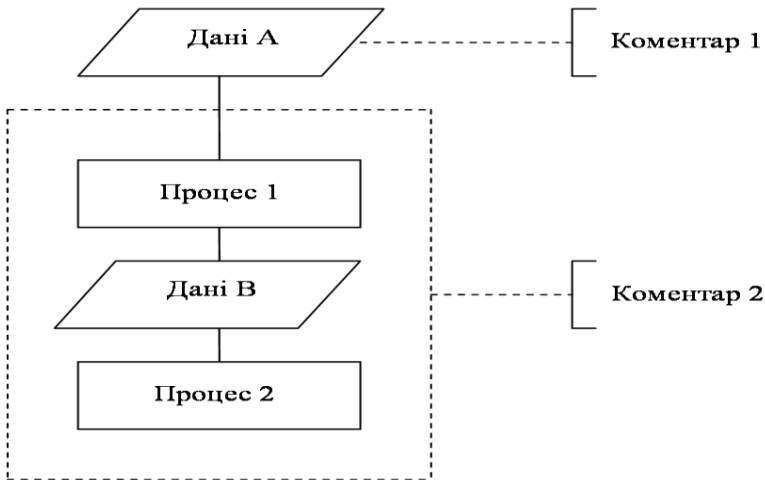 Дані А
Коментар 1
Процес 1
Дані В
Коментар 2
Процес 2